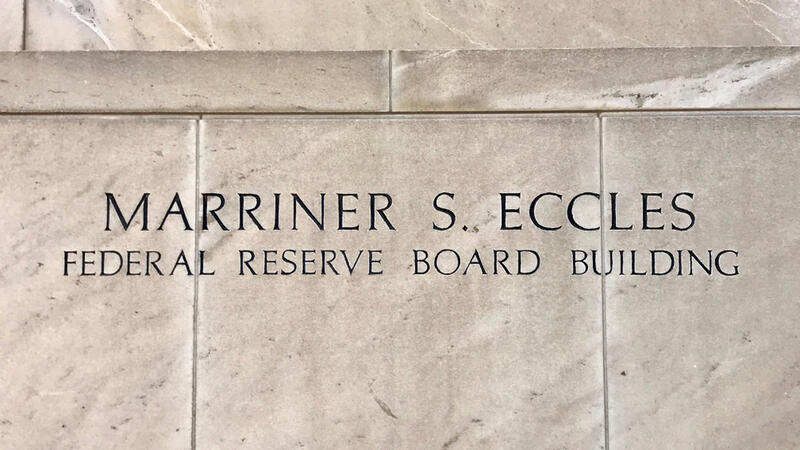 MARRINER S. ECCLES
FEDERAL RESERVE BOARD BUILDING